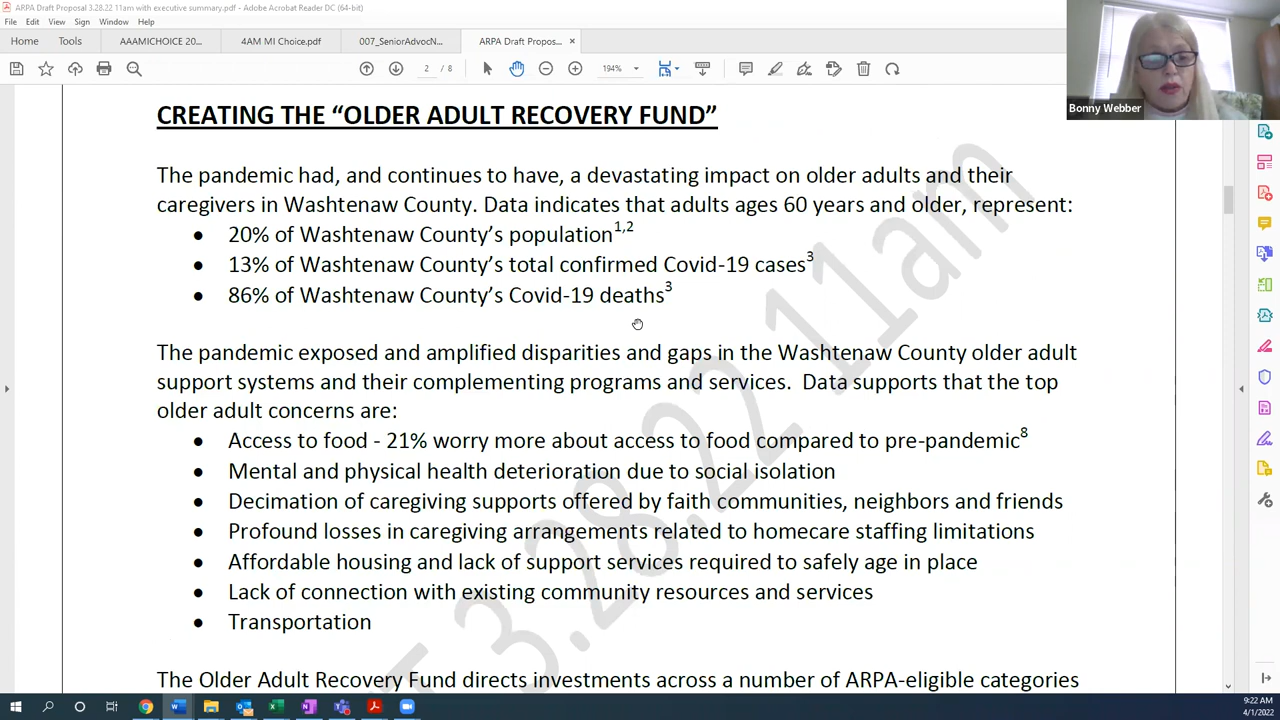 ARPA Draft Proposal 3.28.22 11am with executive summary.pdf - Adobe Acrobat Reader DC (64-bit)
File Edit View Sign Window Help
Home Tools AAAMICHOICE 20... 4AM MI Choice.pdf 007_SeniorAdvocN... ARPA Draft Propos... ×
2 / 8 194%
Bonny Webber
CREATING THE “OLDER ADULT RECOVERY FUND”
The pandemic had, and continues to have, a devastating impact on older adults and their
caregivers in Washtenaw County. Data indicates that adults ages 60 years and older, represent:
• 20% of Washtenaw County’s population1,2
• 13% of Washtenaw County’s total confirmed Covid-19 cases3
• 86% of Washtenaw County’s Covid-19 deaths3
The pandemic exposed and amplified disparities and gaps in the Washtenaw County older adult
support systems and their complementing programs and services. Data supports that the top
older adult concerns are:
• Access to food - 21% worry more about access to food compared to pre-pandemic8
• Mental and physical health deterioration due to social isolation
• Decimation of caregiving supports offered by faith communities, neighbors and friends
• Profound losses in caregiving arrangements related to homecare staffing limitations
• Affordable housing and lack of support services required to safely age in place
• Lack of connection with existing community resources and services
• Transportation
The Older Adult Recovery Fund directs investments across a number of ARPA-eligible categories
T 3.28.22 11am
9:22 AM
4/1/2022